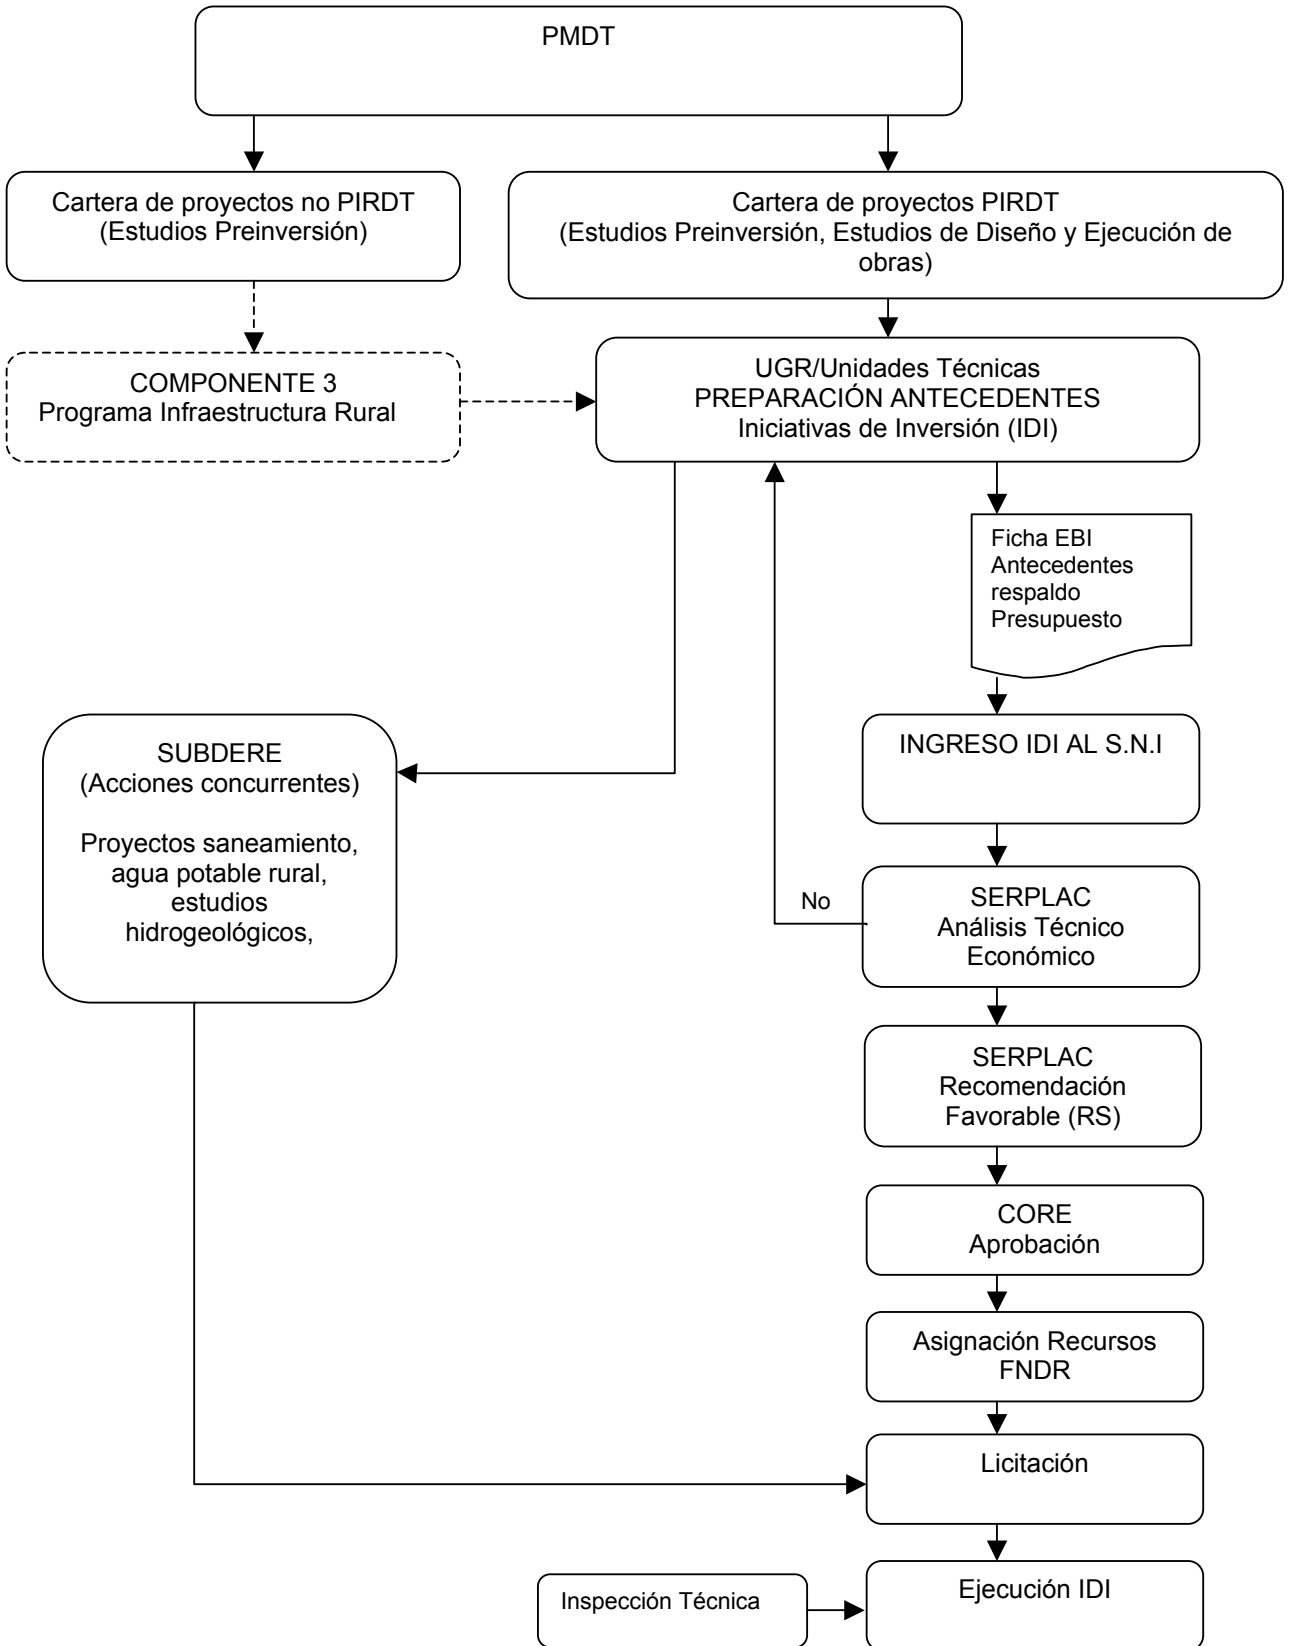 PMDT
Cartera de proyectos no PIRDT
(Estudios Preinversión)
Cartera de proyectos PIRDT
(Estudios Preinversión, Estudios de Diseño y Ejecución de
obras)
COMPONENTE 3
Programa Infraestructura Rural
UGR/Unidades Técnicas
PREPARACIÓN ANTECEDENTES
Iniciativas de Inversión (IDI)
Ficha EBI
Antecedentes
respaldo
Presupuesto
SUBDERE
(Acciones concurrentes)
Proyectos saneamiento,
agua potable rural,
estudios
hidrogeológicos,
INGRESO IDI AL S.N.I
No
SERPLAC
Análisis Técnico
Económico
SERPLAC
Recomendación
Favorable (RS)
CORE
Aprobación
Asignación Recursos
FNDR
Licitación
Inspección Técnica
Ejecución IDI